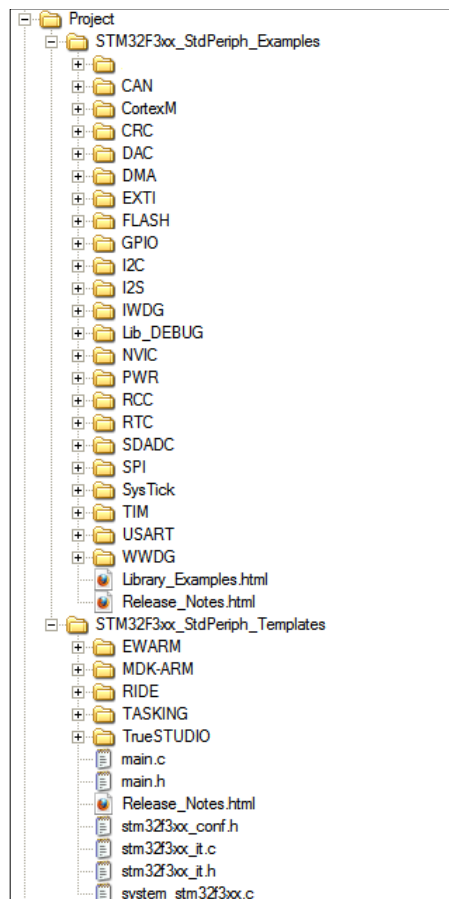 Project
STM32F3xx_StdPeriph_Examples
CAN
CortexM
CRC
DAC
DMA
EXTI
FLASH
GPIO
I2C
I2S
IWDG
Lib_DEBUG
NVIC
PWR
RCC
RTC
SDADC
SPI
SysTick
TIM
USART
WWDG
Library_Examples.html
Release_Notes.html
STM32F3xx_StdPeriph_Templates
EWARM
MDK-ARM
RIDE
TASKING
TrueSTUDIO
main.c
main.h
Release_Notes.html
stm32f3xx_conf.h
stm32f3xx_it.c
stm32f3xx_it.h
system_stm32f3xx.c